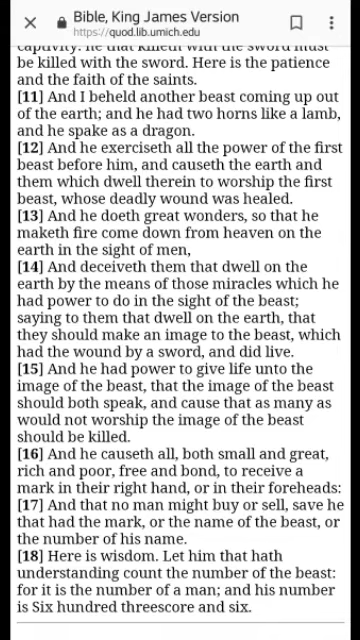 Bible, King James Version
https://quod.lib.umich.edu
captivity: he that killeth with the sword must
be killed with the sword. Here is the patience
and the faith of the saints.
[11] And I beheld another beast coming up out
of the earth; and he had two horns like a lamb,
and he spake as a dragon.
[12] And he exerciseth all the power of the first
beast before him, and causeth the earth and
them which dwell therein to worship the first
beast, whose deadly wound was healed.
[13] And he doeth great wonders, so that he
maketh fire come down from heaven on the
earth in the sight of men,
[14] And deceiveth them that dwell on the
earth by the means of those miracles which he
had power to do in the sight of the beast;
saying to them that dwell on the earth, that
they should make an image to the beast, which
had the wound by a sword, and did live.
[15] And he had power to give life unto the
image of the beast, that the image of the beast
should both speak, and cause that as many as
would not worship the image of the beast
should be killed.
[16] And he causeth all, both small and great,
rich and poor, free and bond, to receive a
mark in their right hand, or in their foreheads:
[17] And that no man might buy or sell, save he
that had the mark, or the name of the beast, or
the number of his name.
[18] Here is wisdom. Let him that hath
understanding count the number of the beast:
for it is the number of a man; and his number
is Six hundred threescore and six.